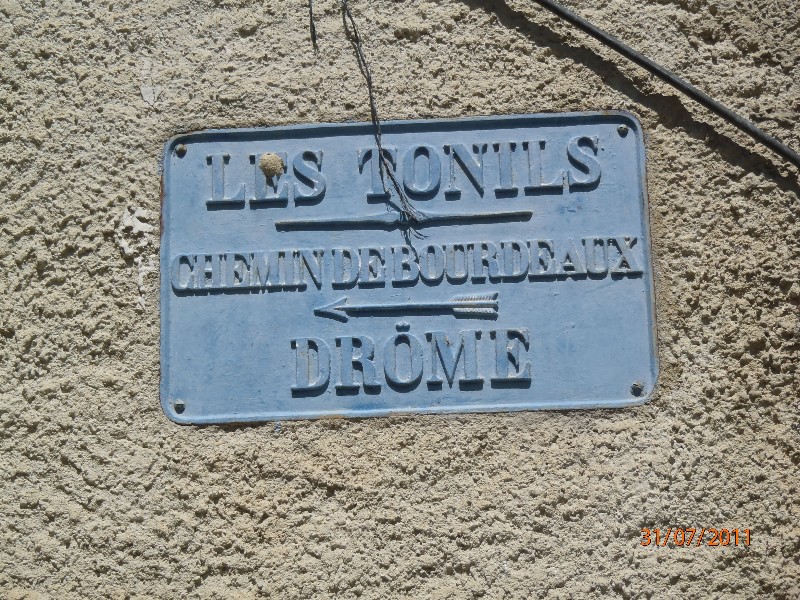 LES TONILS
CHEMIN DE BOURDEAUX
DRÔME
31/07/2011